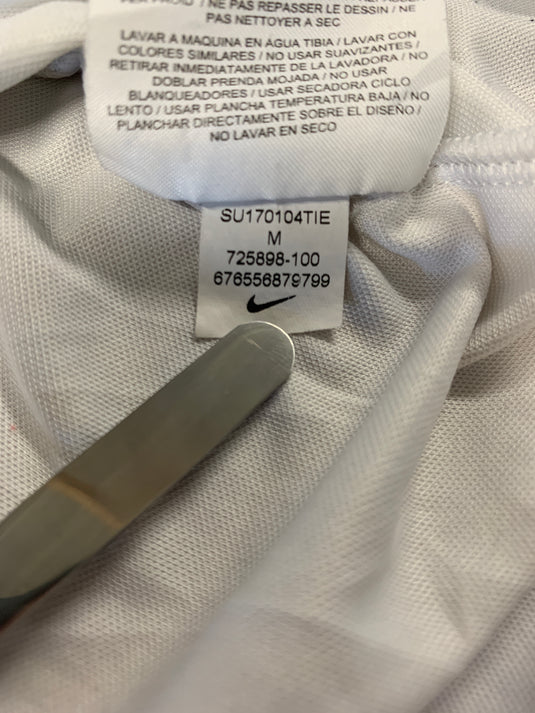 / NE PAS REPASSER LE DESSIN / NE
PAS NETTOYER A SEC
LAVAR A MAQUINA EN AGUA TIBIA / LAVAR CON
COLORES SIMILARES / NO USAR SUAVIZANTES /
RETIRAR INMEDIATAMENTE DE LA LAVADORA / NO
DOBLAR PRENDA MOJADA / NO USAR
BLANQUEADORES / USAR SECADORA CICLO
LENTO / USAR PLANCHA TEMPERATURA BAJA / NO
PLANCHAR DIRECTAMENTE SOBRE EL DISEÑO /
NO LAVAR EN SECO
SU170104TIE
M
725898-100
676556879799